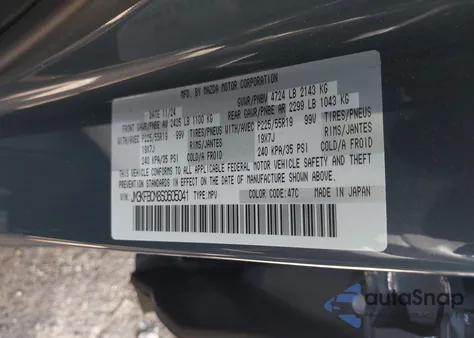 MFD. BY MAZDA MOTOR CORPORATION
DATE 11/24 GVWR/PNBV 4724 LB 2143 KG
FRONT GAWR/PNBE AV 2425 LB 1100 KG REAR GAWR/PNBE AR 2299 LB 1043 KG
WITH/AVEC P225/55R19 99V TIRES/PNEUS WITH/AVEC P225/55R19 99V TIRES/PNEUS
19X7J RIMS/JANTES 19X7J RIMS/JANTES
240 KPA/35 PSI COLD/A FROID 240 KPA/35 PSI COLD/A FROID
THIS VEHICLE CONFORMS TO ALL APPLICABLE FEDERAL MOTOR VEHICLE SAFETY, BUMPER, AND
THEFT PREVENTION STANDARDS IN EFFECT ON THE DATE OF MANUFACTURE SHOWN ABOVE.
TYPE: MPV COLOR CODE: 47C MADE IN JAPAN
autoSnap